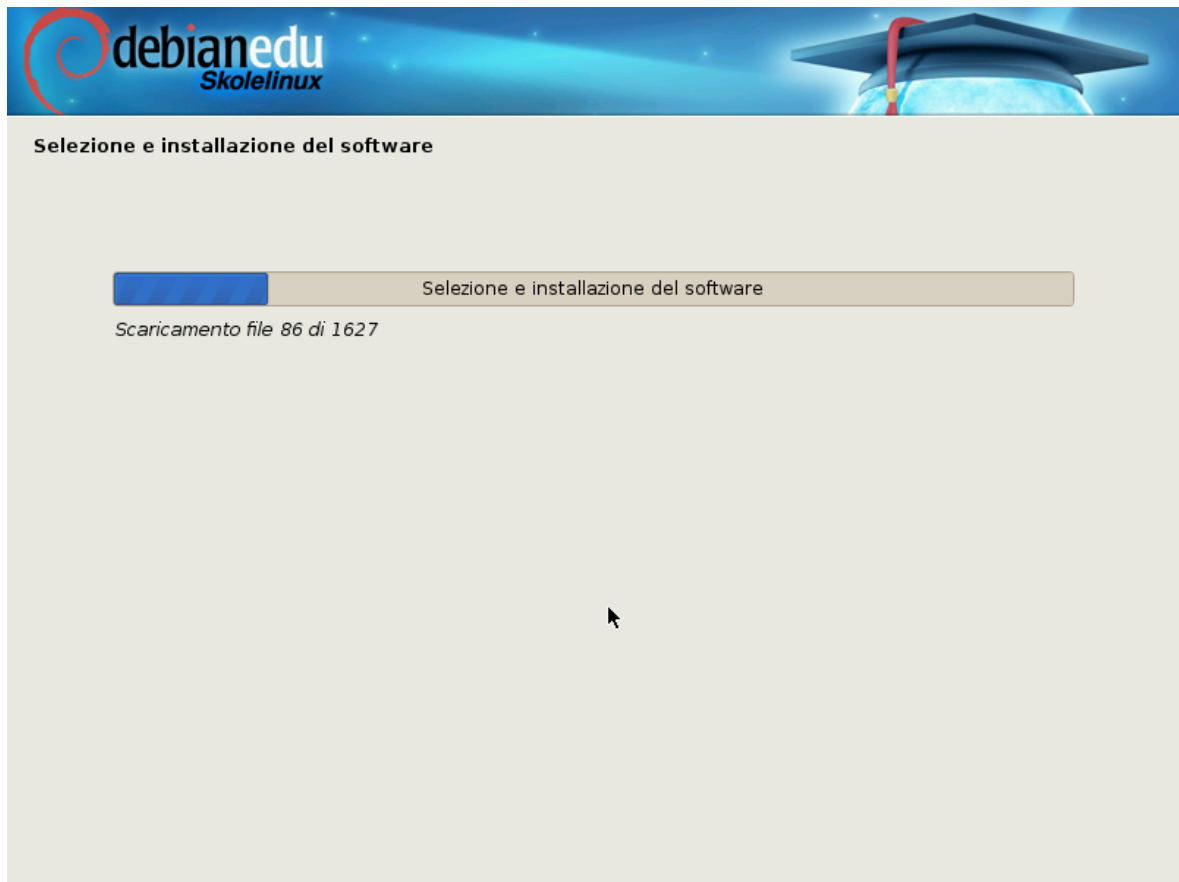 debianedu
Skolelinux
Selezione e installazione del software
Selezione e installazione del software
Scaricamento file 86 di 1627